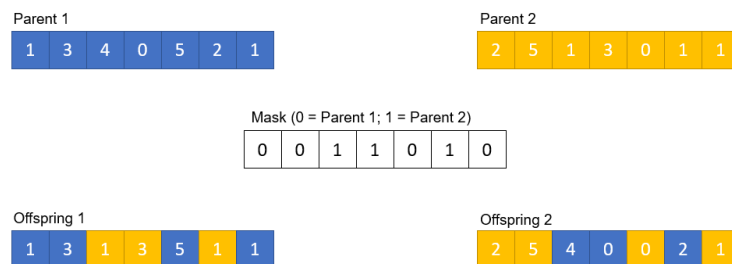 Parent 1
1 3 4 0 5 2 1
Parent 2
2 5 1 3 0 1 1
Mask (0 = Parent 1; 1 = Parent 2)
0 0 1 1 0 1 0
Offspring 1
1 3 1 3 5 1 1
Offspring 2
2 5 4 0 0 2 1